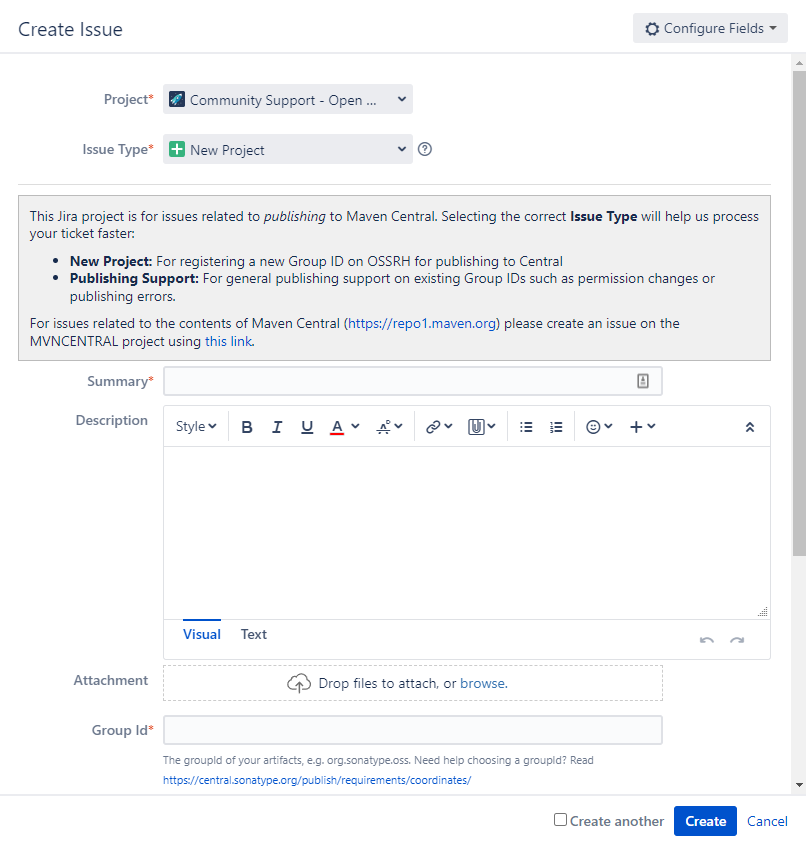 Create Issue
Configure Fields
Project*
Community Support - Open ...
Issue Type*
New Project
This Jira project is for issues related to publishing to Maven Central. Selecting the correct Issue Type will help us process
your ticket faster:
• New Project: For registering a new Group ID on OSSRH for publishing to Central
• Publishing Support: For general publishing support on existing Group IDs such as permission changes or
publishing errors.
For issues related to the contents of Maven Central (https://repo1.maven.org) please create an issue on the
MVNCENTRAL project using this link.
Summary*
Description
Style
B I U A
Visual Text
Attachment
Drop files to attach, or browse.
Group Id*
The groupId of your artifacts, e.g. org.sonatype.oss. Need help choosing a groupId? Read
https://central.sonatype.org/publish/requirements/coordinates/
Create another
Create
Cancel